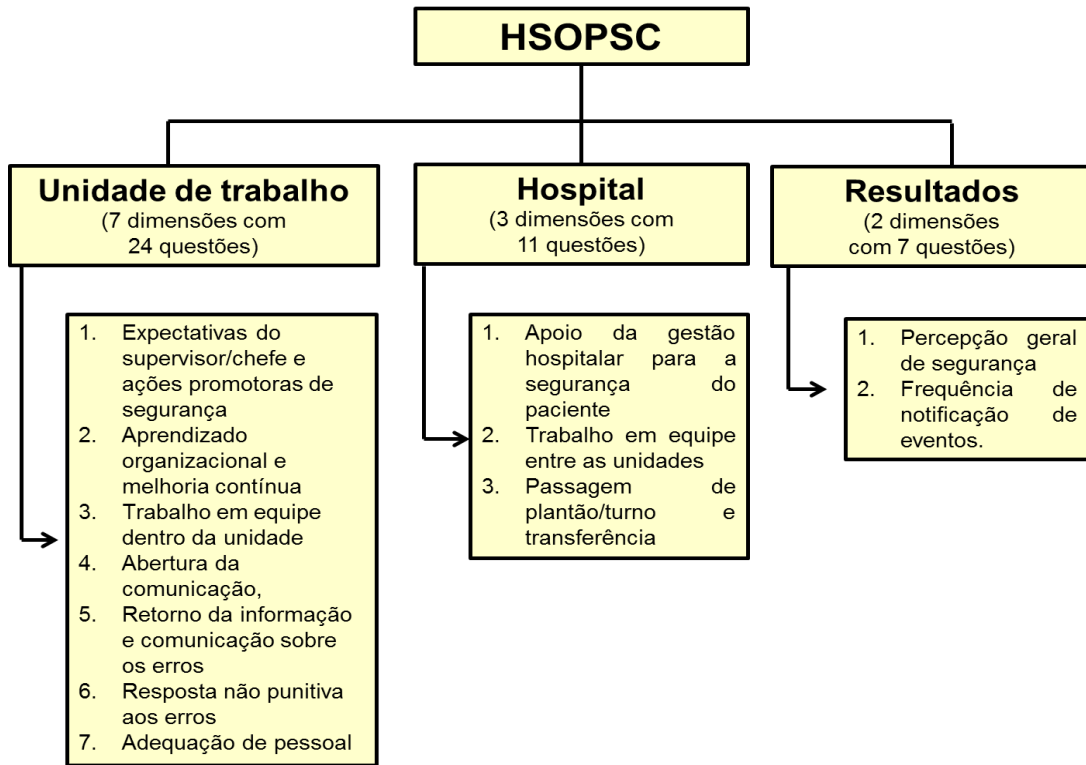 HSOPSC
Unidade de trabalho
(7 dimensões com
24 questões)
Hospital
(3 dimensões com
11 questões)
Resultados
(2 dimensões
com 7 questões)
1. Expectativas do
supervisor/chefe e
ações promotoras de
segurança
2. Aprendizado
organizacional e
melhoria contínua
3. Trabalho em equipe
dentro da unidade
4. Abertura da
comunicação,
5. Retorno da informação
e comunicação sobre
os erros
6. Resposta não punitiva
aos erros
7. Adequação de pessoal
1. Apoio da gestão
hospitalar para a
segurança do
paciente
2. Trabalho em equipe
entre as unidades
3. Passagem de
plantão/turno e
transferência
1. Percepção geral
de segurança
2. Frequência de
notificação de
eventos.